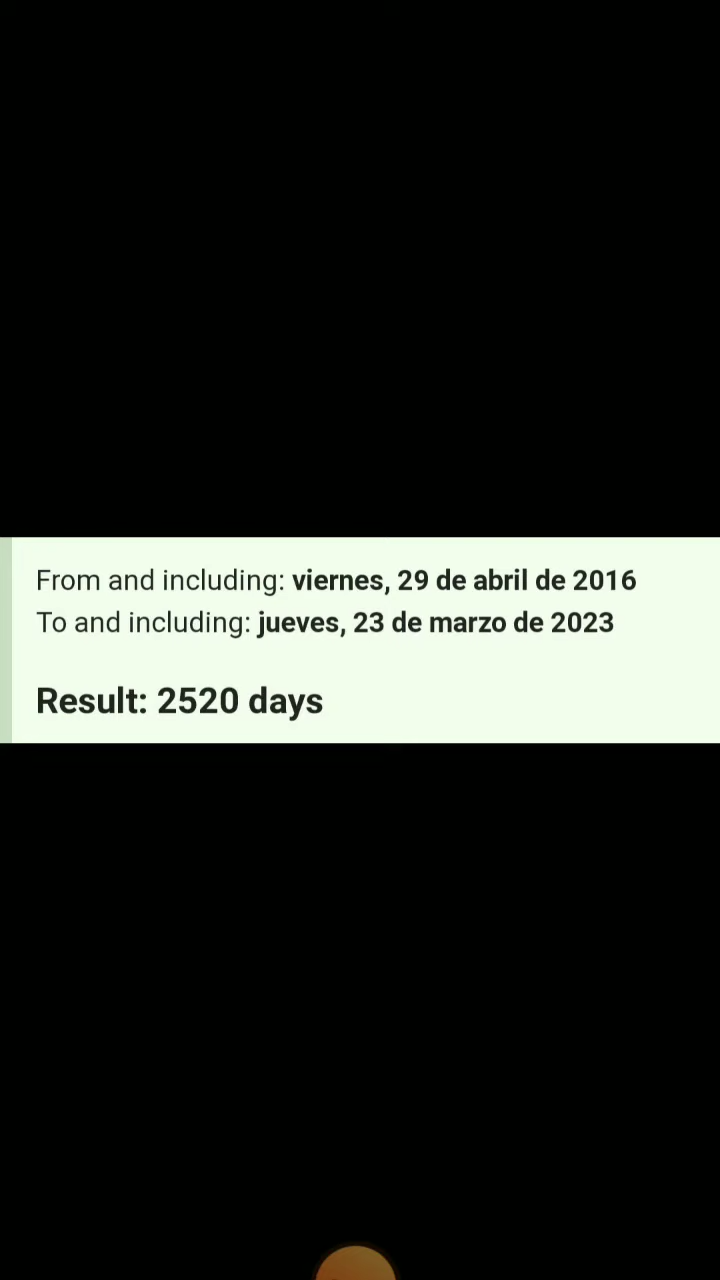 From and including: viernes, 29 de abril de 2016
To and including: jueves, 23 de marzo de 2023
Result: 2520 days